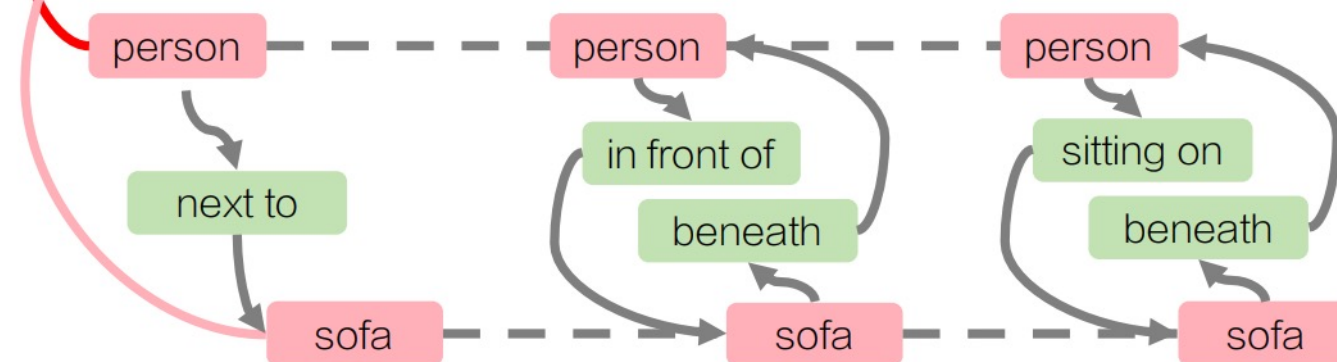 person person person
in front of sitting on
next to beneath beneath
sofa sofa sofa